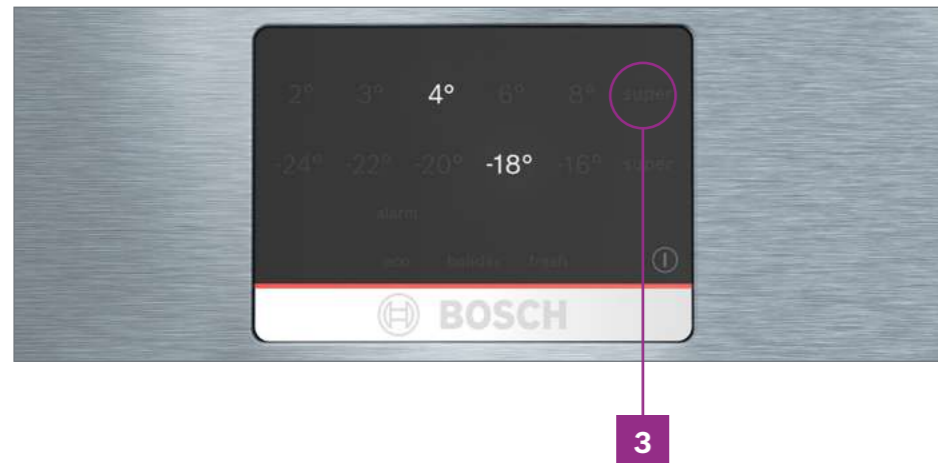 2° 3° 4° 6° 8° super
-24° -22° -20° -18° -16° super
alarm
eco holiday fresh
BOSCH
3